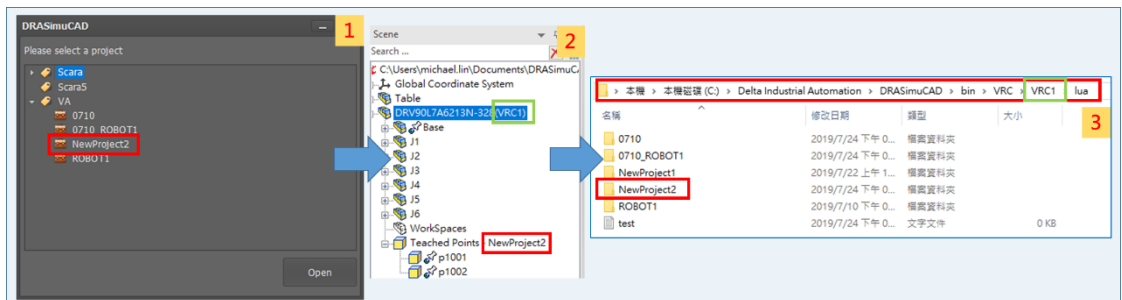 DRASimuCAD
1
Please select a project
Scara
Scara5
VA
0710
0710_ROBOT1
NewProject2
ROBOT1
Open
Scene
2
Search ...
C:\Users\michael.lin\Documents\DRASimuC
Global Coordinate System
Table
DRV90L7A6213N-328(VRC1)
Base
J1
J2
J3
J4
J5
J6
WorkSpaces
Teached Points - NewProject2
p1001
p1002
本機 > 本機磁碟 (C:) > Delta Industrial Automation > DRASimuCAD > bin > VRC > VRC1 > lua
3
名稱 修改日期 類型 大小
0710 2019/7/24 下午 0... 檔案資料夾
0710_ROBOT1 2019/7/24 下午 0... 檔案資料夾
NewProject1 2019/7/22 上午 1... 檔案資料夾
NewProject2 2019/7/24 下午 0... 檔案資料夾
ROBOT1 2019/7/10 下午 0... 檔案資料夾
test 2019/7/24 下午 0... 文字文件 0 KB